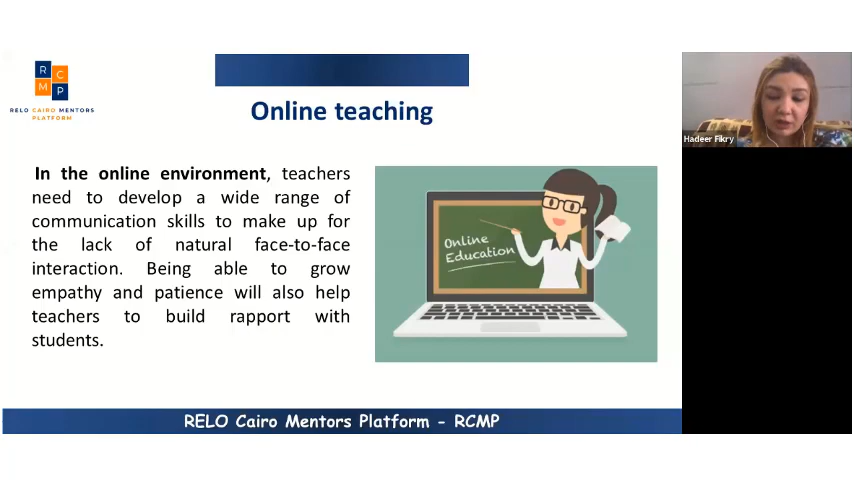 R
C
M
P
RELO CAIRO MENTORS
PLATFORM
Online teaching
In the online environment, teachers
need to develop a wide range of
communication skills to make up for
the lack of natural face-to-face
interaction. Being able to grow
empathy and patience will also help
teachers to build rapport with
students.
Online
Education
Hadeer Fikry
RELO Cairo Mentors Platform - RCMP